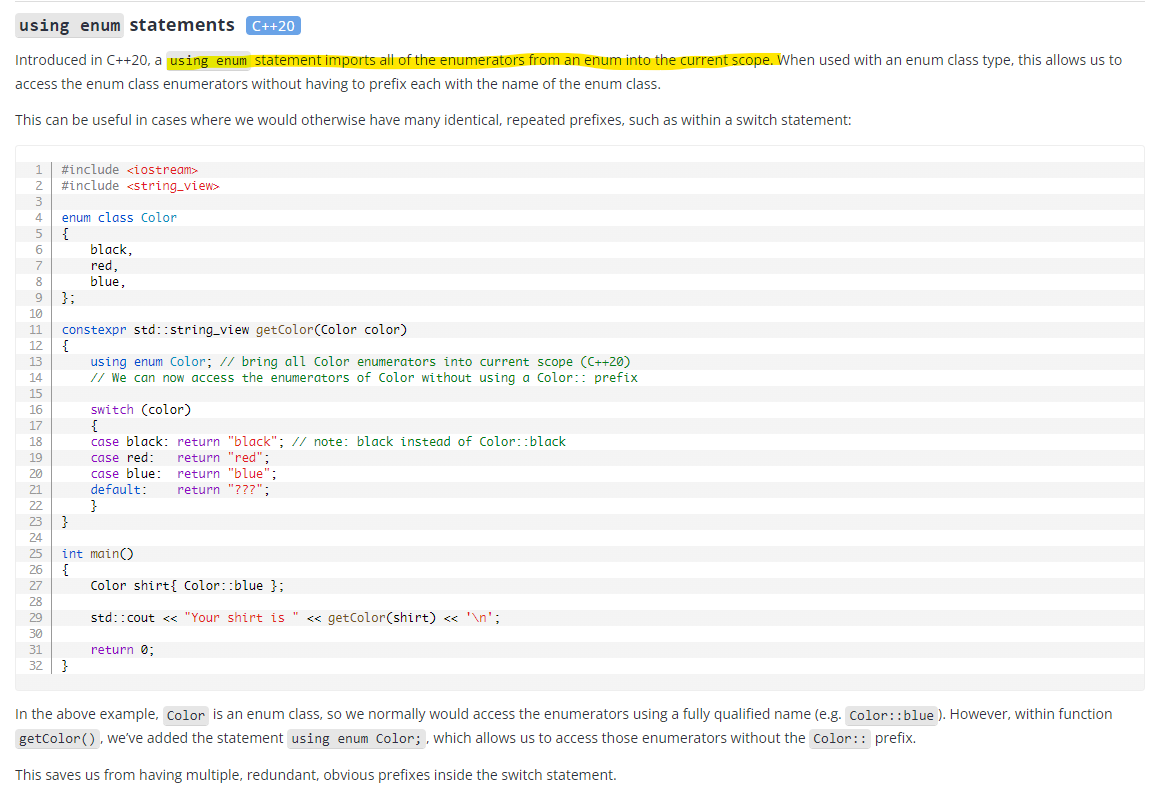 using enum statements C++20
Introduced in C++20, a using enum statement imports all of the enumerators from an enum into the current scope. When used with an enum class type, this allows us to
access the enum class enumerators without having to prefix each with the name of the enum class.
This can be useful in cases where we would otherwise have many identical, repeated prefixes, such as within a switch statement:
1 #include <iostream>
2 #include <string_view>
3
4 enum class Color
5 {
6     black,
7     red,
8     blue,
9 };
10
11 constexpr std::string_view getColor(Color color)
12 {
13     using enum Color; // bring all Color enumerators into current scope (C++20)
14     // We can now access the enumerators of Color without using a Color:: prefix
15
16     switch (color)
17     {
18     case black: return "black"; // note: black instead of Color::black
19     case red:   return "red";
20     case blue:  return "blue";
21     default:    return "???";
22     }
23 }
24
25 int main()
26 {
27     Color shirt{ Color::blue };
28
29     std::cout << "Your shirt is " << getColor(shirt) << '\n';
30
31     return 0;
32 }
In the above example, Color is an enum class, so we normally would access the enumerators using a fully qualified name (e.g. Color::blue). However, within function
getColor(), we’ve added the statement using enum Color;, which allows us to access those enumerators without the Color:: prefix.
This saves us from having multiple, redundant, obvious prefixes inside the switch statement.